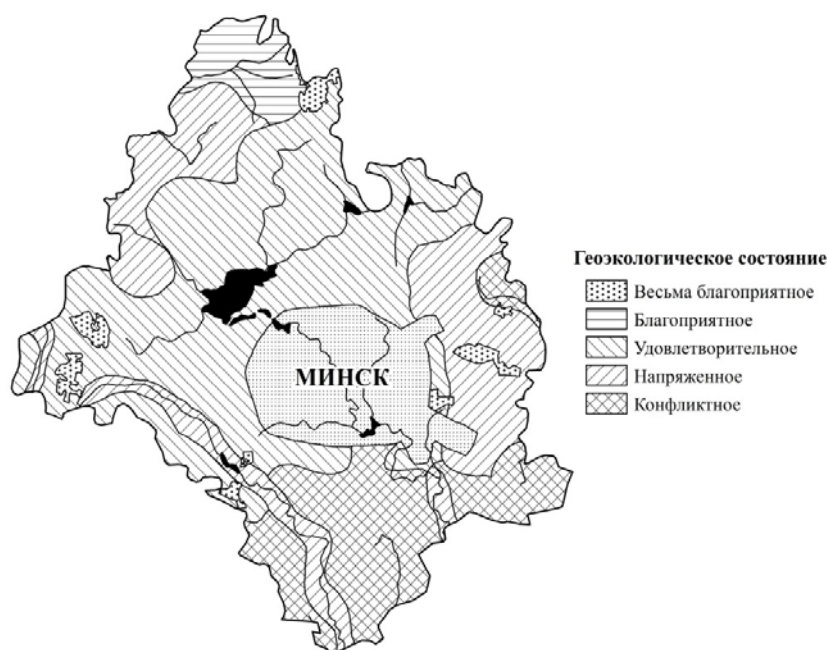 МИНСК
Геоэкологическое состояние
Весьма благоприятное
Благоприятное
Удовлетворительное
Напряженное
Конфликтное